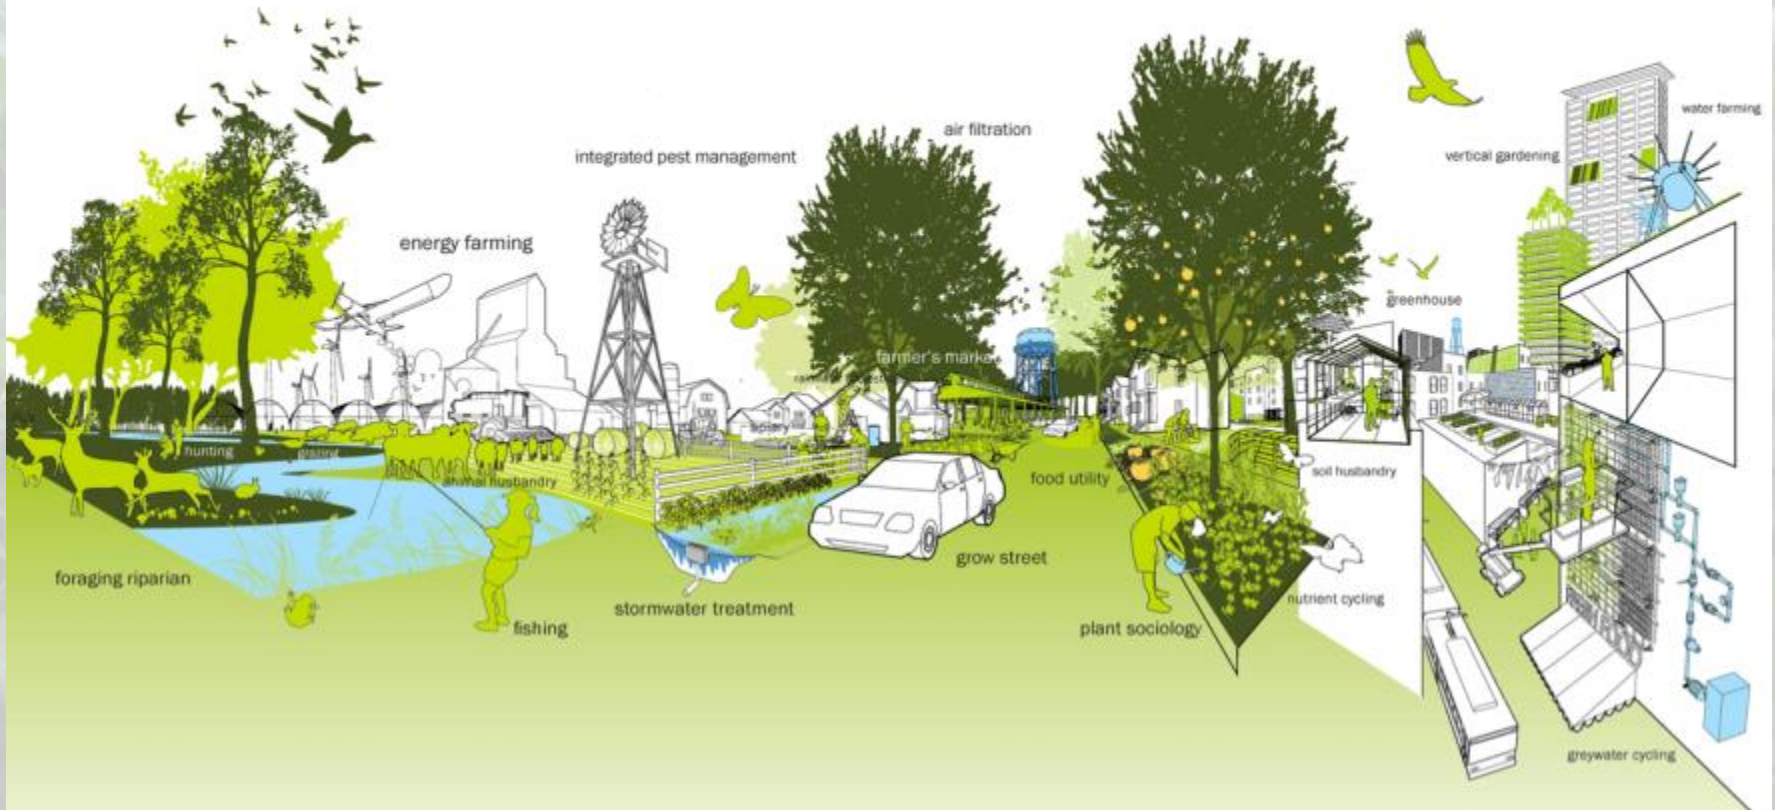 water farming
air filtration
integrated pest management
vertical gardening
energy farming
greenhouse
farmer's market
apiary
hunting
grazing
animal husbandry
food utility
soil husbandry
grow street
foraging riparian
stormwater treatment
nutrient cycling
fishing
plant sociology
greywater cycling